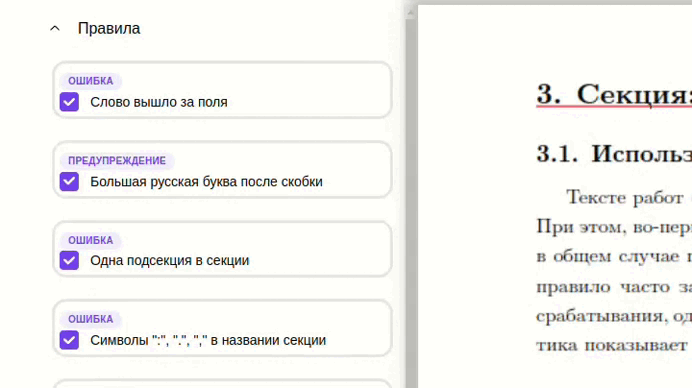 Правила
ОШИБКА
Слово вышло за поля
ПРЕДУПРЕЖДЕНИЕ
Большая русская буква после скобки
ОШИБКА
Одна подсекция в секции
ОШИБКА
Символы ":", ".", "," в названии секции
3. Секция:
3.1. Использ
Тексте работ
При этом, во-пер
в общем случае
правило часто за
срабатывания, од
тика показывает